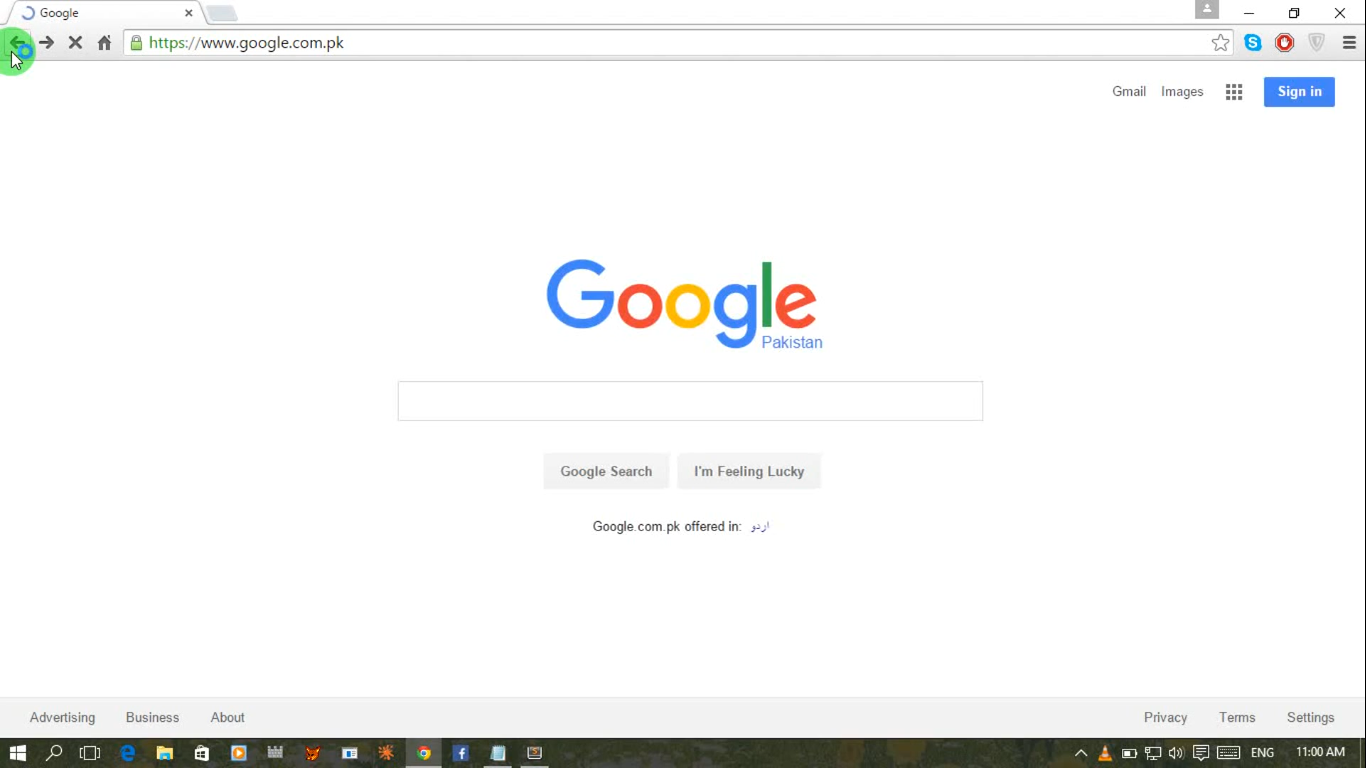 Google
https://www.google.com.pk
Gmail Images Sign in
Google
Pakistan
Google Search I'm Feeling Lucky
Google.com.pk offered in: اردو
Advertising Business About Privacy Terms Settings
ENG 11:00 AM